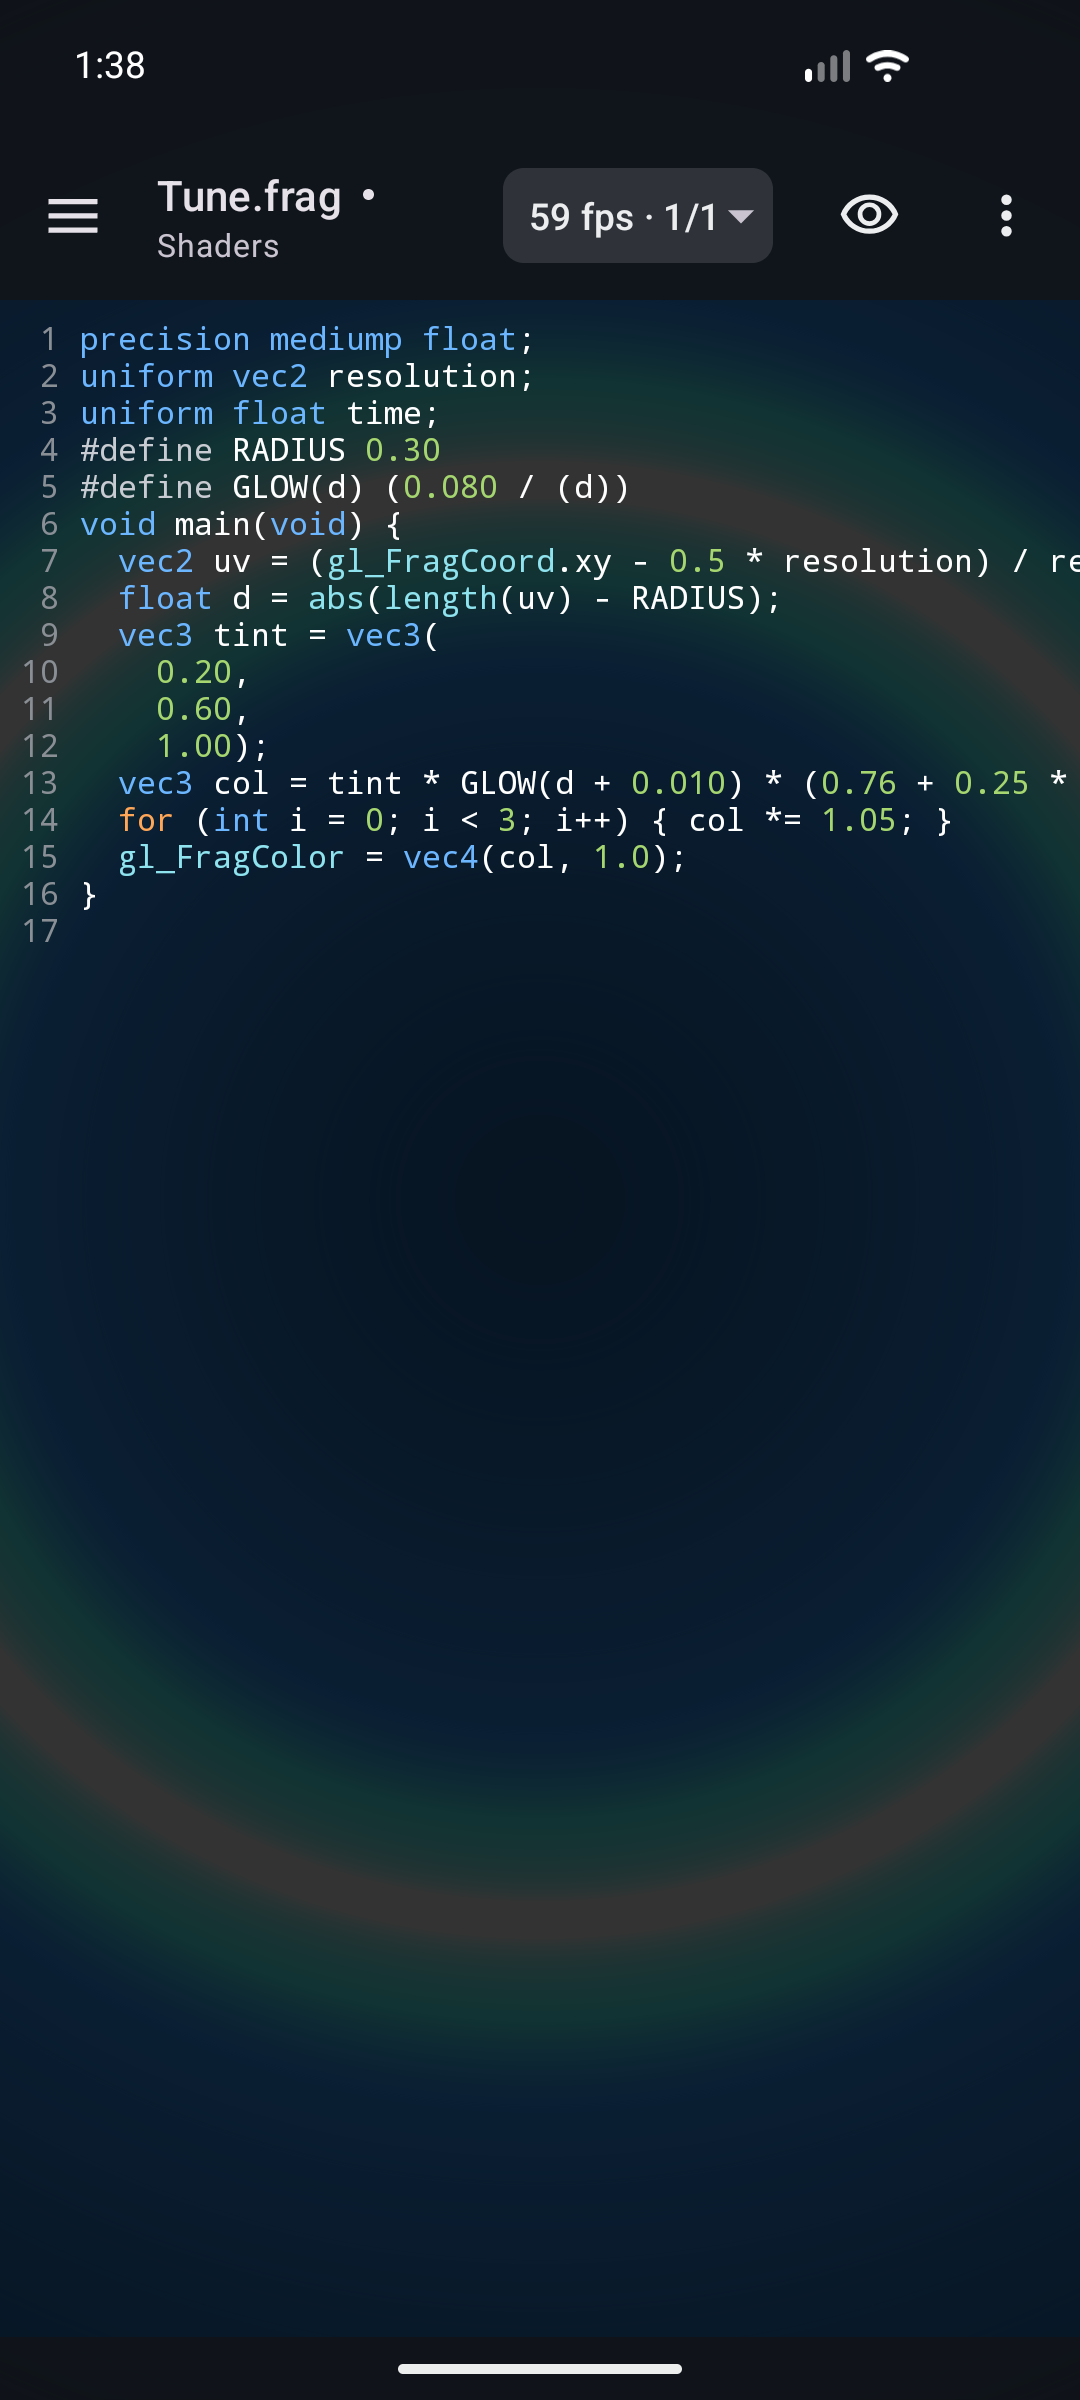 1:38
Tune.frag •
Shaders
59 fps · 1/1
1 precision mediump float;
2 uniform vec2 resolution;
3 uniform float time;
4 #define RADIUS 0.30
5 #define GLOW(d) (0.080 / (d))
6 void main(void) {
7   vec2 uv = (gl_FragCoord.xy - 0.5 * resolution) / re
8   float d = abs(length(uv) - RADIUS);
9   vec3 tint = vec3(
10     0.20,
11     0.60,
12     1.00);
13   vec3 col = tint * GLOW(d + 0.010) * (0.76 + 0.25 *
14   for (int i = 0; i < 3; i++) { col *= 1.05; }
15   gl_FragColor = vec4(col, 1.0);
16 }
17